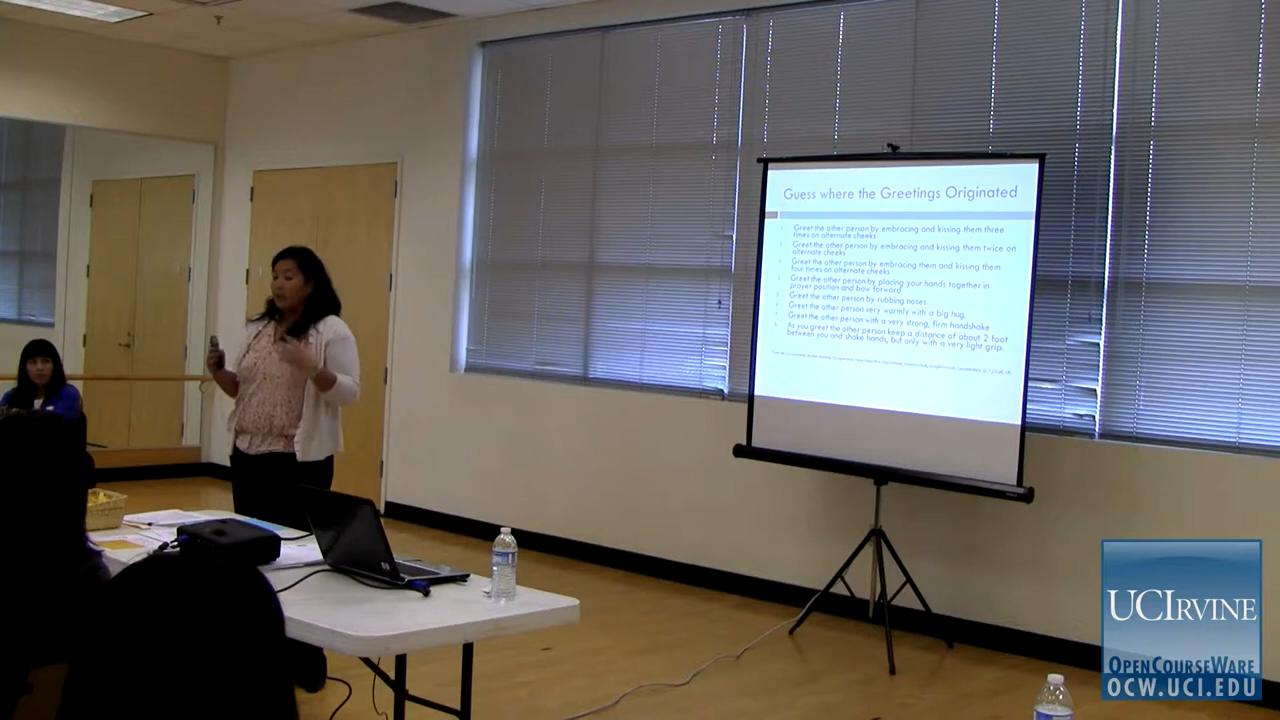 Guess where the Greetings Originated
Greet the other person by embracing and kissing them three
times on alternate cheeks
Greet the other person by embracing and kissing them twice on
alternate cheeks
Greet the other person by embracing them and kissing them
four times on alternate cheeks
Greet the other person by placing your hands together in
prayer position and bow forward
Greet the other person by rubbing noses
Greet the other person very warmly with a big hug.
Greet the other person with a very strong, firm handshake
As you greet the other person keep a distance of about 2 foot
between you and shake hands, but only with a very light grip.
UCIRVINE
OPENCOURSEWARE
OCW.UCI.EDU